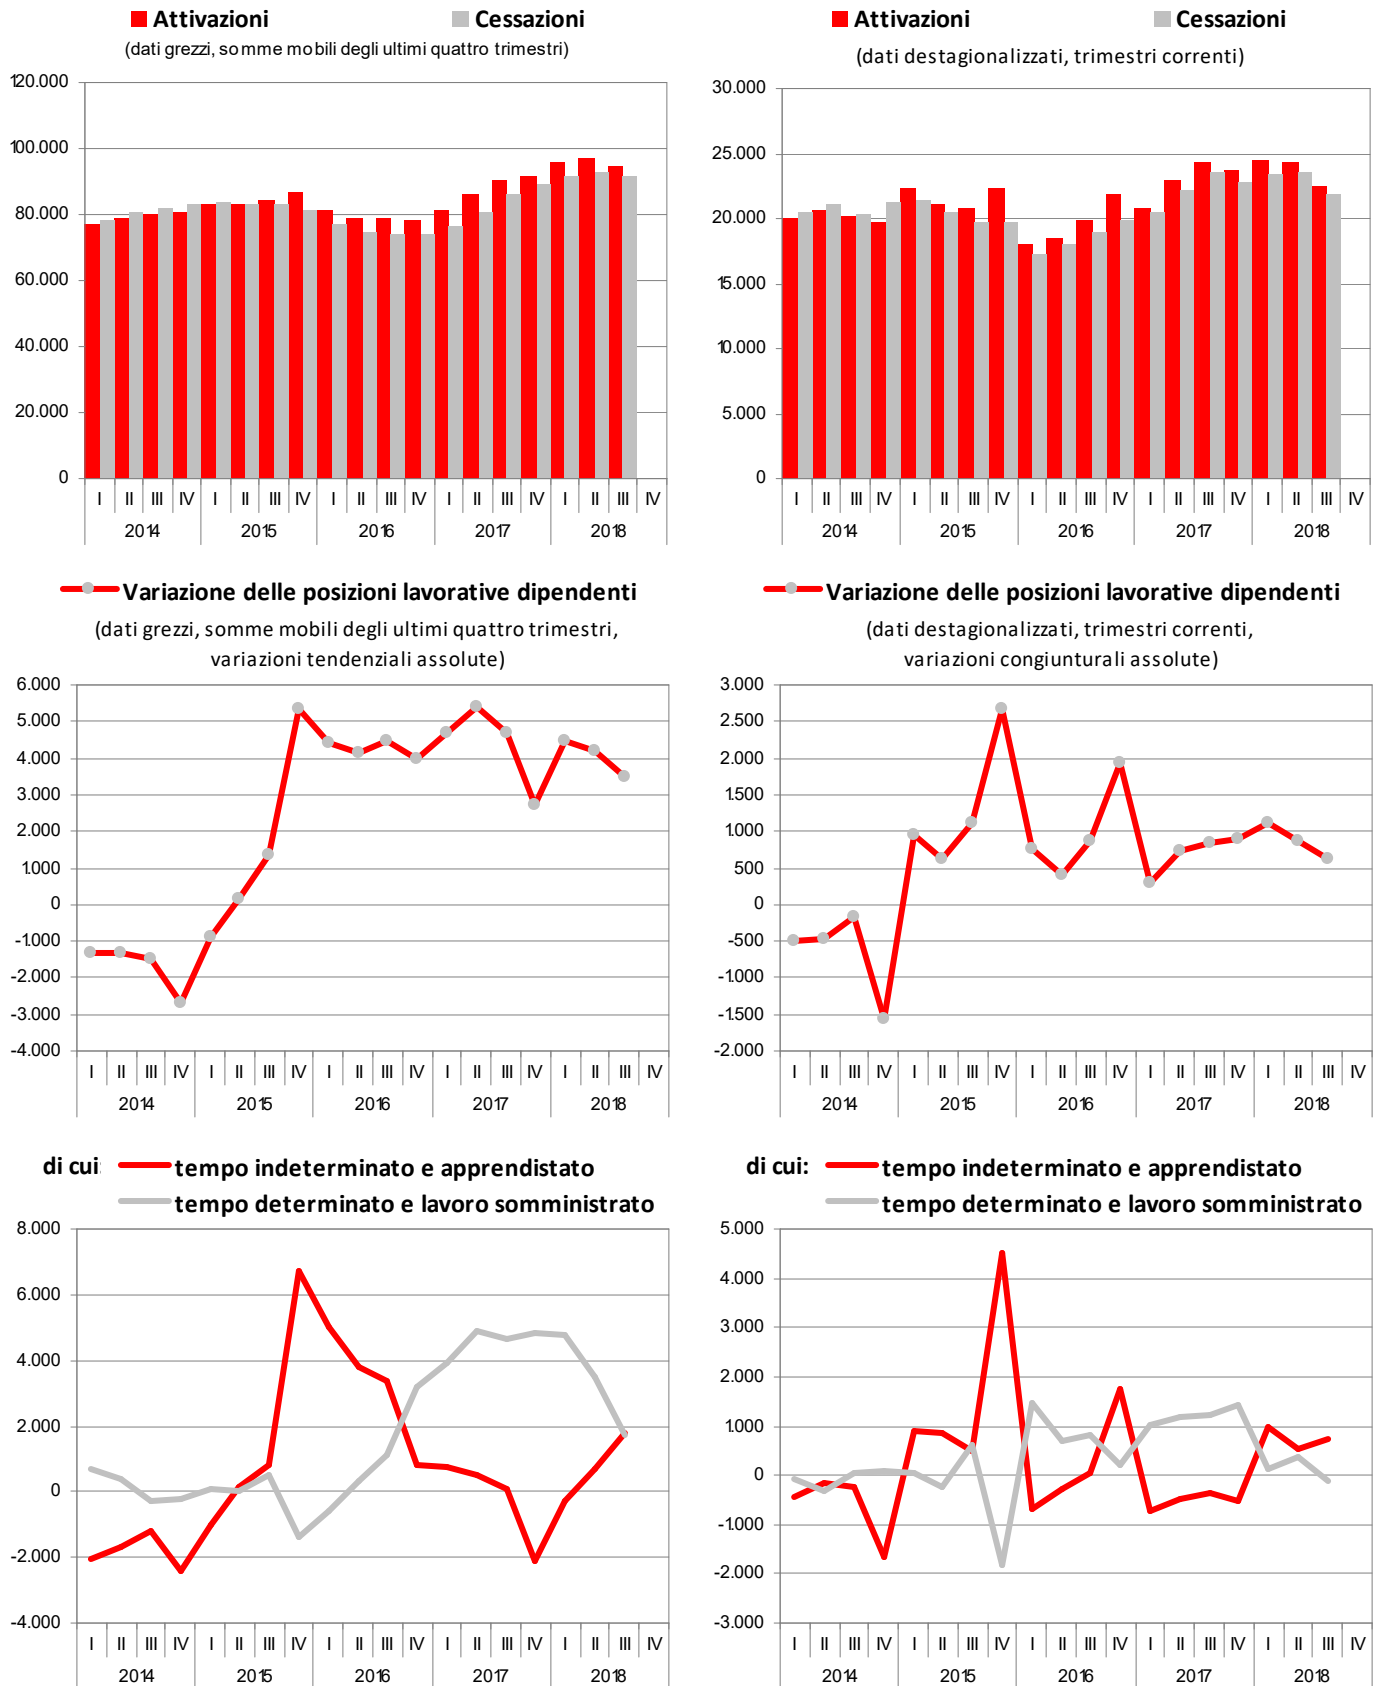 Attivazioni Cessazioni
(dati grezzi, somme mobili degli ultimi quattro trimestri)
120.000
100.000
80.000
60.000
40.000
20.000
0
I II III IV I II III IV I II III IV I II III IV I II III IV
2014 2015 2016 2017 2018
Attivazioni Cessazioni
(dati destagionalizzati, trimestri correnti)
30.000
25.000
20.000
15.000
10.000
5.000
0
I II III IV I II III IV I II III IV I II III IV I II III IV
2014 2015 2016 2017 2018
Variazione delle posizioni lavorative dipendenti
(dati grezzi, somme mobili degli ultimi quattro trimestri,
variazioni tendenziali assolute)
6.000
5.000
4.000
3.000
2.000
1.000
0
-1.000
-2.000
-3.000
-4.000
I II III IV I II III IV I II III IV I II III IV I II III IV
2014 2015 2016 2017 2018
Variazione delle posizioni lavorative dipendenti
(dati destagionalizzati, trimestri correnti,
variazioni congiunturali assolute)
3.000
2.500
2.000
1.500
1.000
500
0
-500
-1.000
-1.500
-2.000
I II III IV I II III IV I II III IV I II III IV I II III IV
2014 2015 2016 2017 2018
di cui: tempo indeterminato e apprendistato
tempo determinato e lavoro somministrato
8.000
6.000
4.000
2.000
0
-2.000
-4.000
I II III IV I II III IV I II III IV I II III IV I II III IV
2014 2015 2016 2017 2018
di cui: tempo indeterminato e apprendistato
tempo determinato e lavoro somministrato
5.000
4.000
3.000
2.000
1.000
0
-1.000
-2.000
-3.000
I II III IV I II III IV I II III IV I II III IV I II III IV
2014 2015 2016 2017 2018